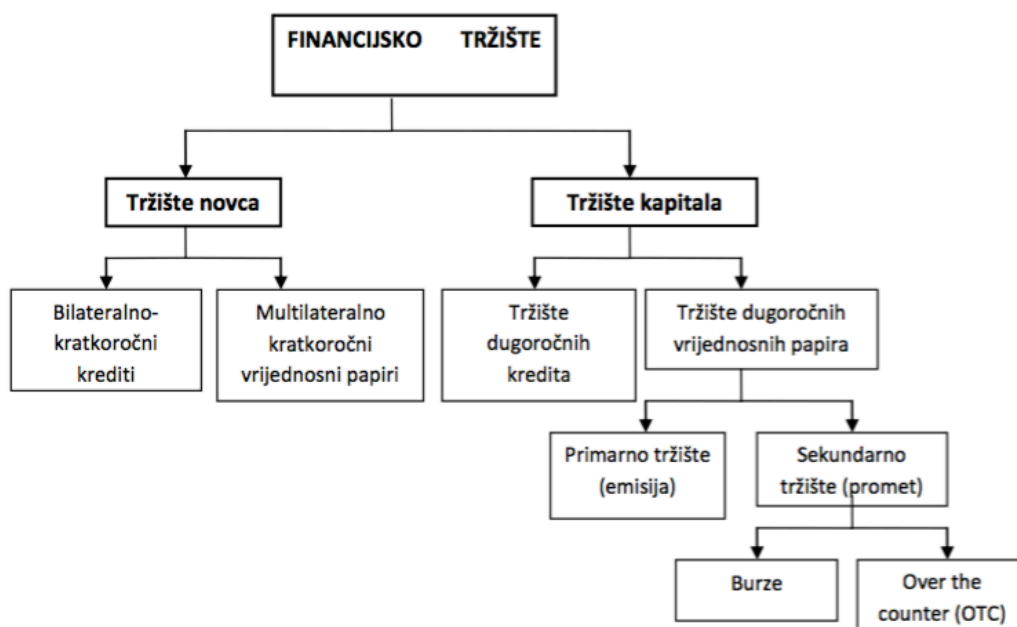 FINANCIJSKO TRŽIŠTE
Tržište novca
Tržište kapitala
Bilateralno-
kratkoročni
krediti
Multilateralno
kratkoročni
vrijednosni papiri
Tržište
dugoročnih
kredita
Tržište dugoročnih
vrijednosnih papira
Primarno tržište
(emisija)
Sekundarno
tržište (promet)
Burze
Over the
counter (OTC)